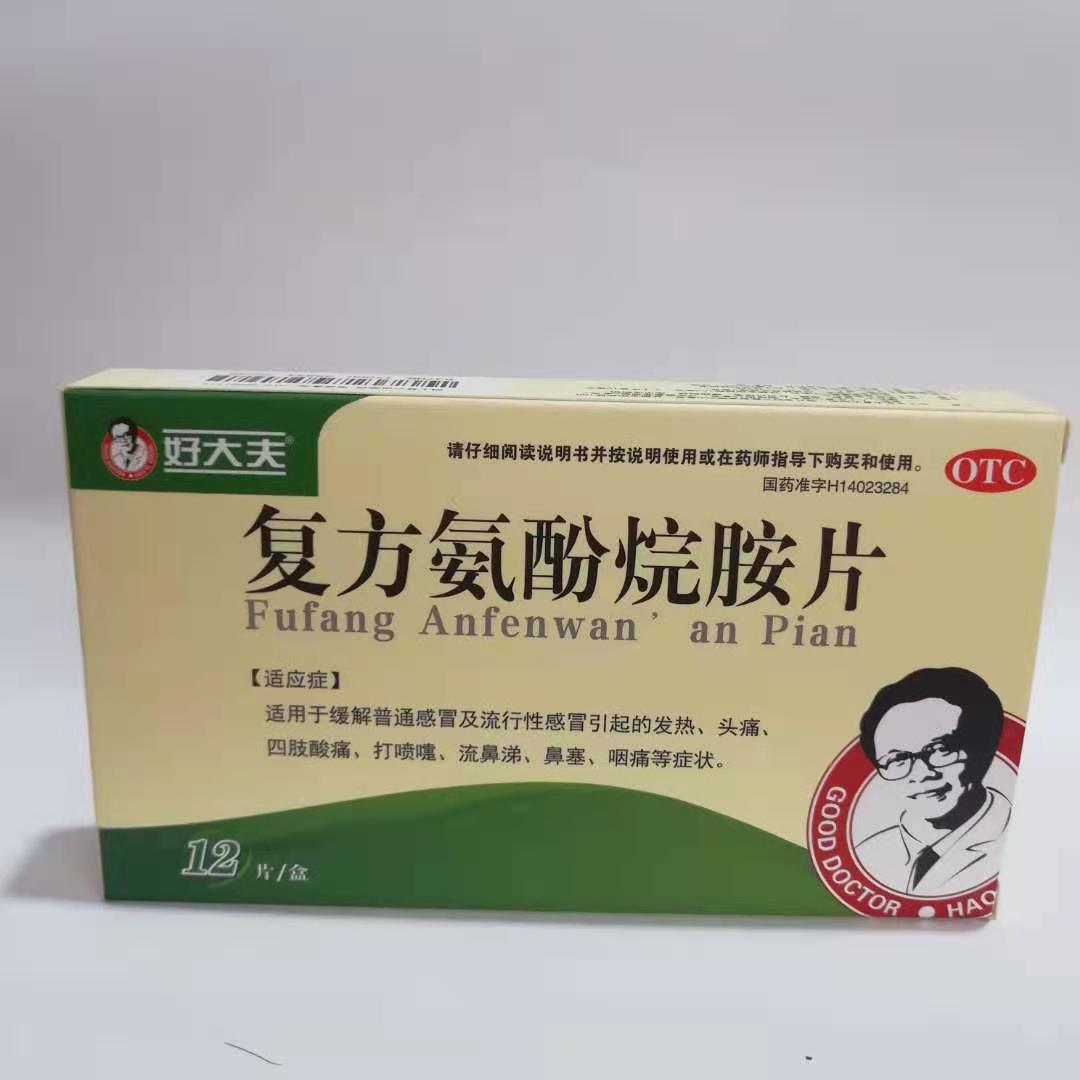 好大夫®
请仔细阅读说明书并按说明使用或在药师指导下购买和使用。
OTC
国药准字H14023284
复方氨酚烷胺片
Fufang Anfenwan'an Pian
【适应症】
适用于缓解普通感冒及流行性感冒引起的发热、头痛、
四肢酸痛、打喷嚏、流鼻涕、鼻塞、咽痛等症状。
12片/盒
GOOD DOCTOR • HAO